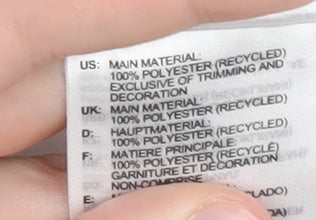 US: MAIN MATERIAL:
100% POLYESTER (RECYCLED)
EXCLUSIVE OF TRIMMING AND
DECORATION
UK: MAIN MATERIAL:
100% POLYESTER (RECYCLED)
D: HAUPTMATERIAL:
100% POLYESTER (RECYCLED)
F: MATIERE PRINCIPALE:
100% POLYESTER (RECYCLÉ)
GARNITURE ET DÉCORATION
NON-COMPRISE
E: